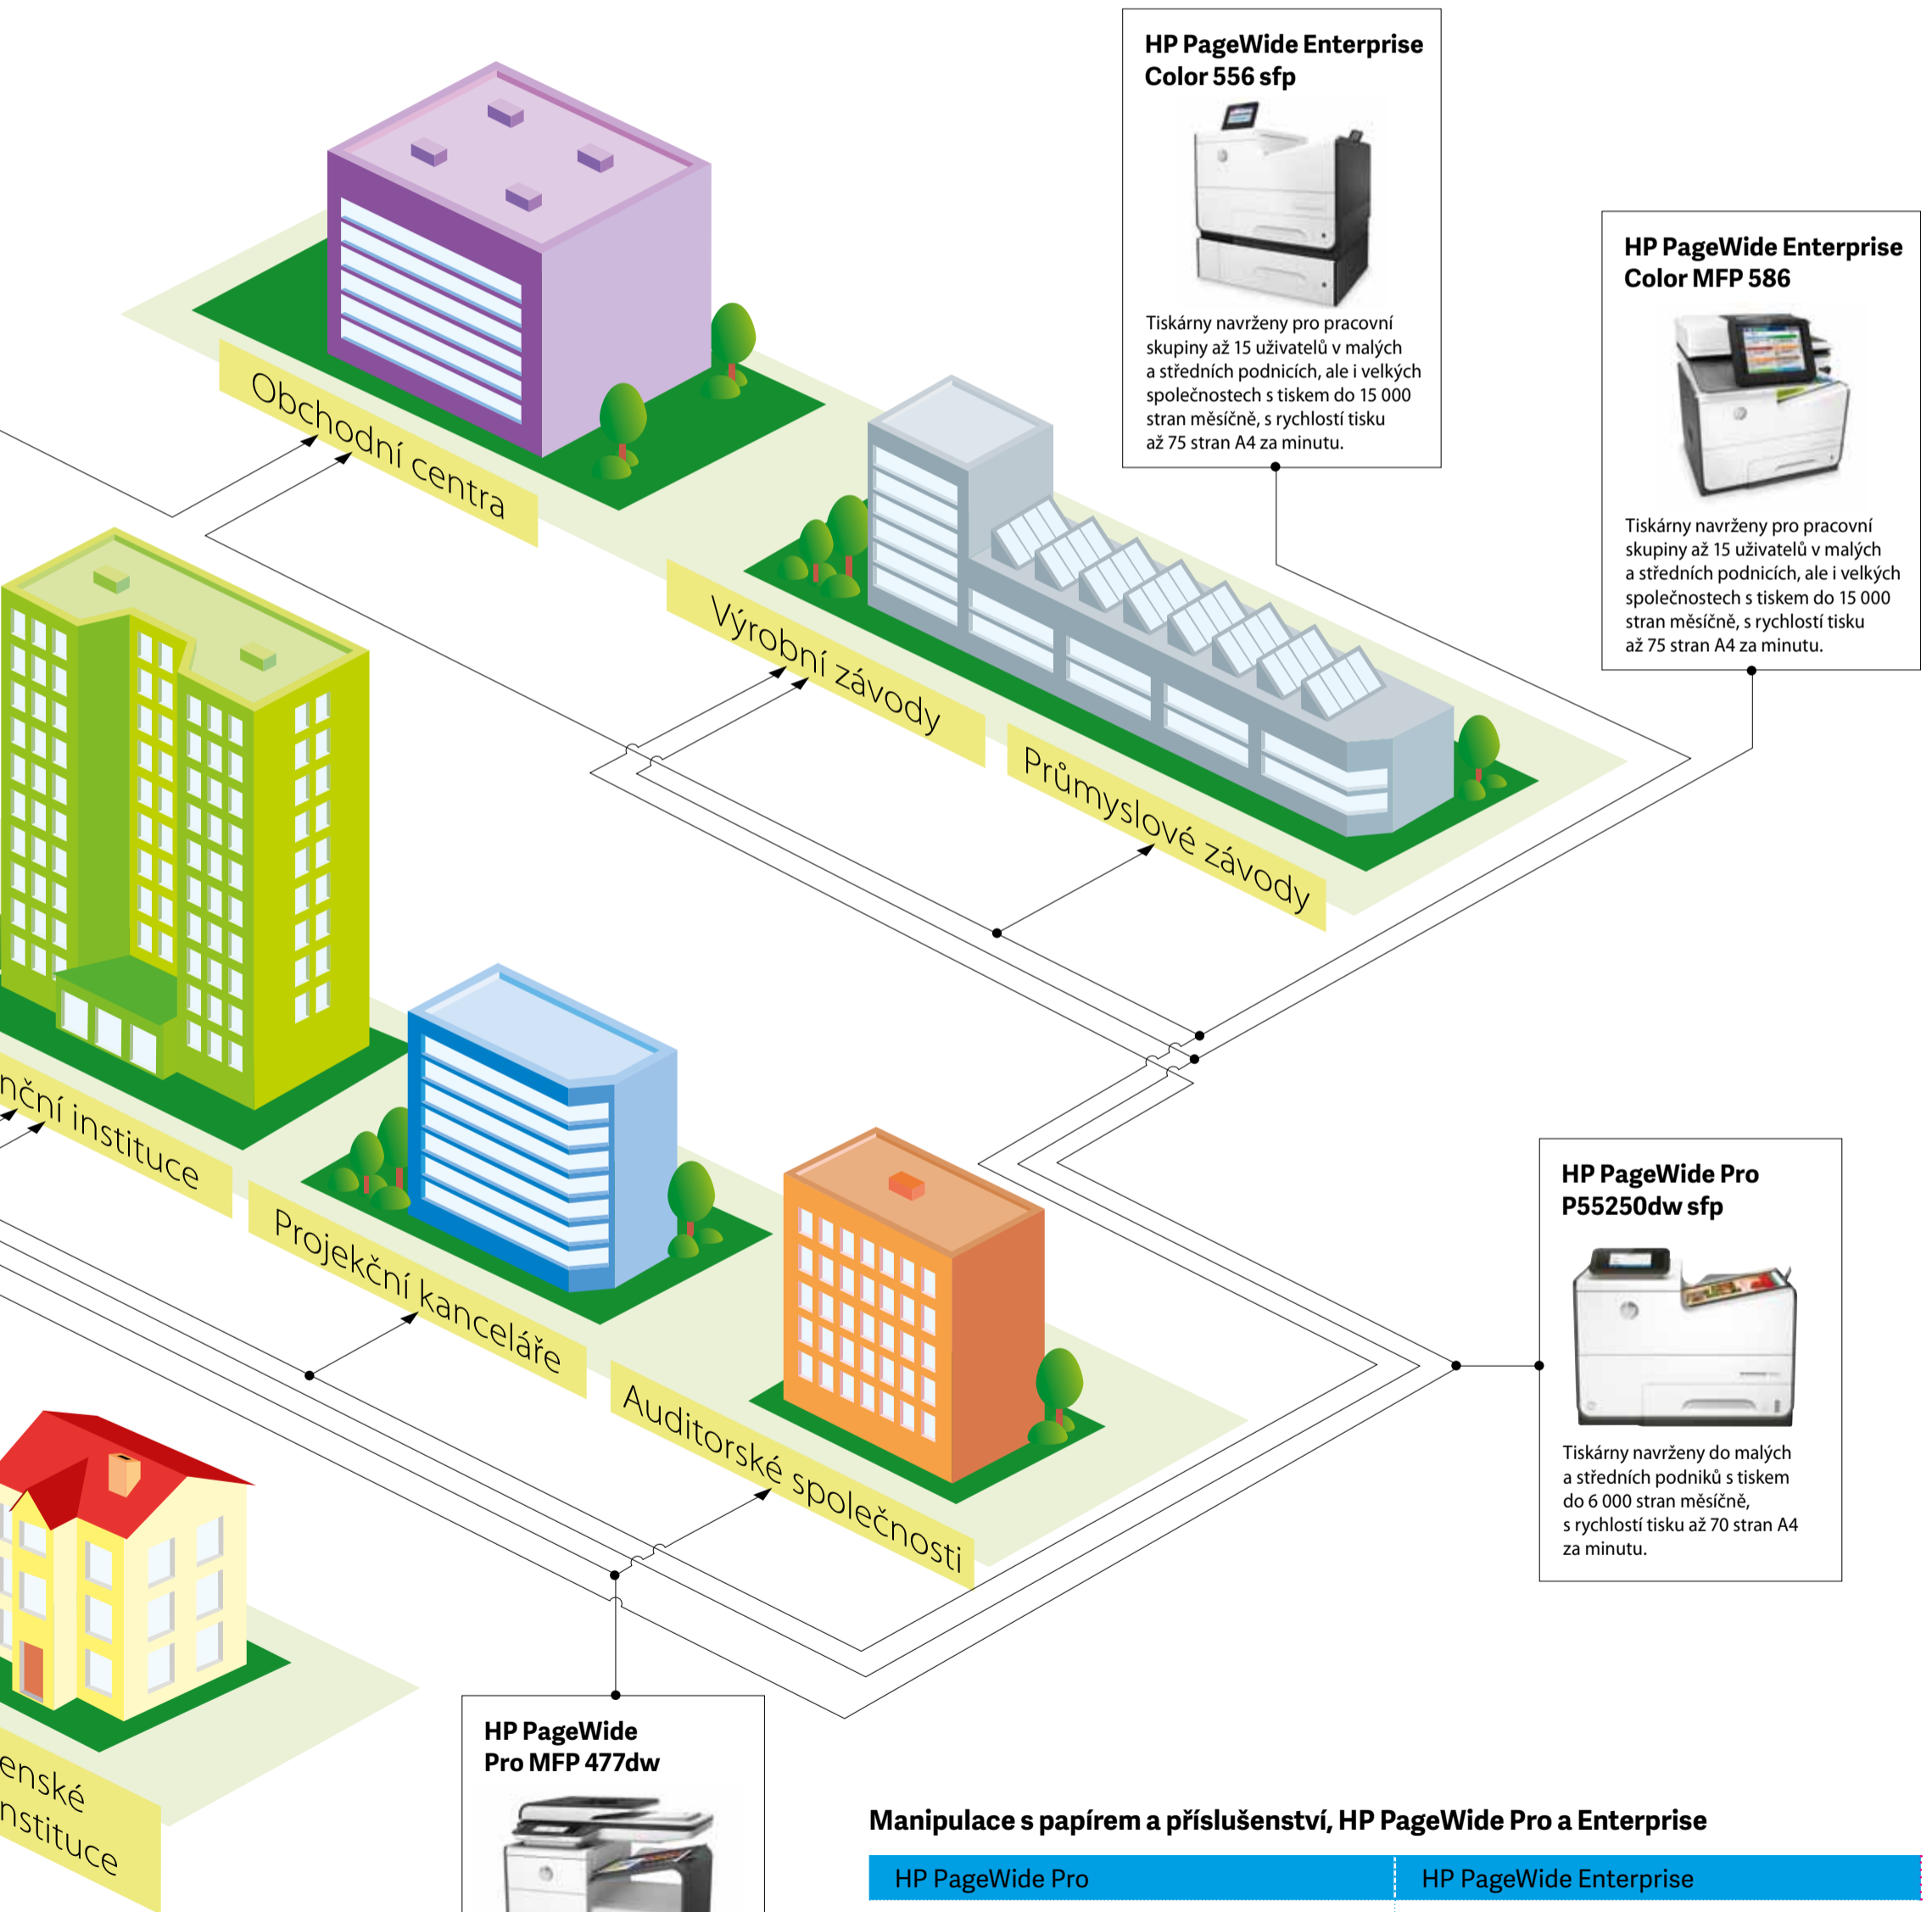 HP PageWide Enterprise
Color 556 sfp
Tiskárny navrženy pro pracovní
skupiny až 15 uživatelů v malých
a středních podnicích, ale i velkých
společnostech s tiskem do 15 000
stran měsíčně, s rychlostí tisku
až 75 stran A4 za minutu.
HP PageWide Enterprise
Color MFP 586
Tiskárny navrženy pro pracovní
skupiny až 15 uživatelů v malých
a středních podnicích, ale i velkých
společnostech s tiskem do 15 000
stran měsíčně, s rychlostí tisku
až 75 stran A4 za minutu.
Obchodní centra
Výrobní závody
Průmyslové závody
nční instituce
Projekční kanceláře
Auditorské společnosti
HP PageWide Pro
P55250dw sfp
Tiskárny navrženy do malých
a středních podniků s tiskem
do 6 000 stran měsíčně,
s rychlostí tisku až 70 stran A4
za minutu.
enské
nstituce
HP PageWide
Pro MFP 477dw
Manipulace s papírem a příslušenství, HP PageWide Pro a Enterprise
HP PageWide Pro
HP PageWide Enterprise